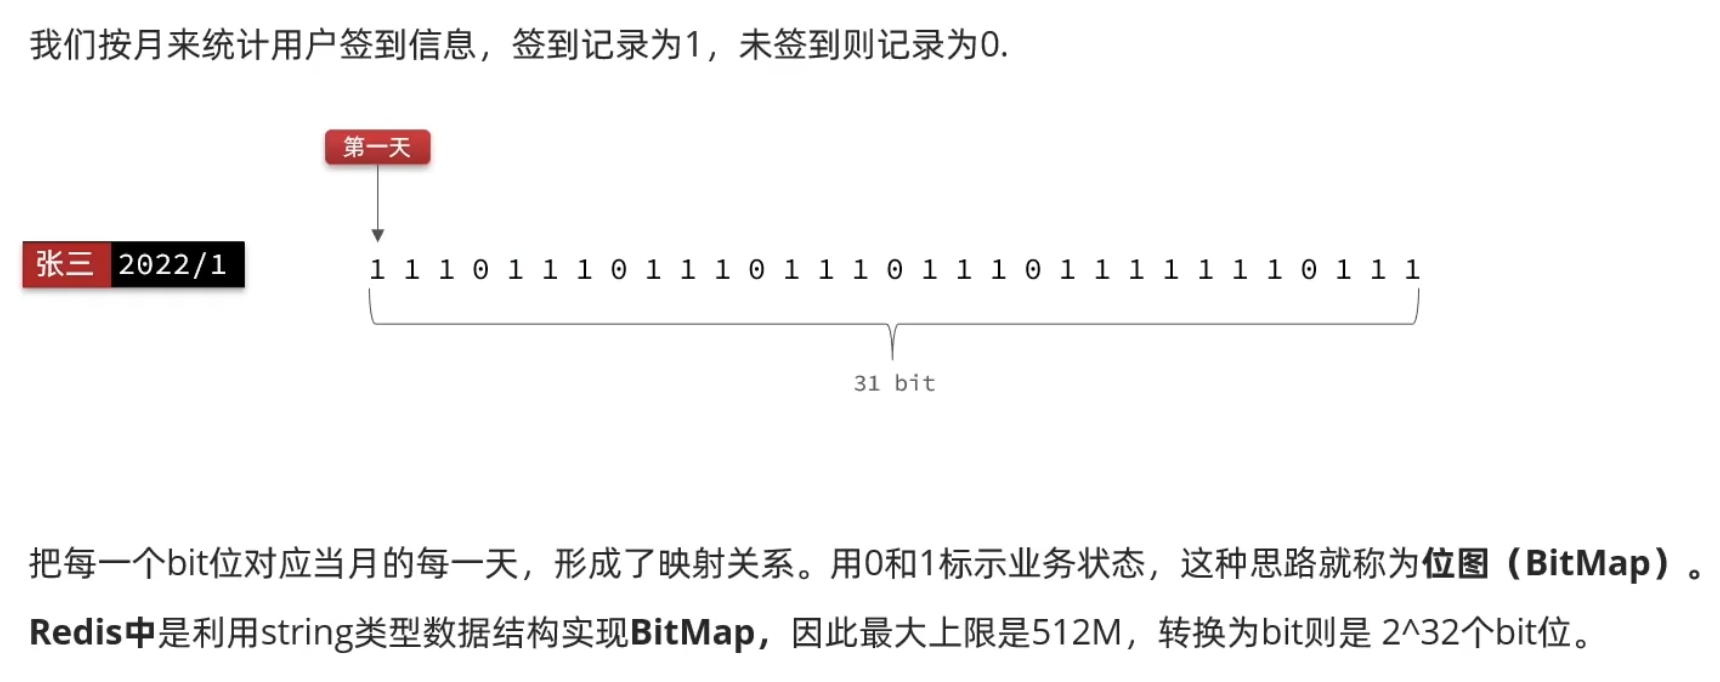 我们按月来统计用户签到信息，签到记录为1，未签到则记录为0.
第一天
张三 2022/1
1 1 1 0 1 1 1 0 1 1 1 0 1 1 1 0 1 1 1 0 1 1 1 1 1 1 1 0 1 1 1
31 bit
把每一个bit位对应当月的每一天，形成了映射关系。用0和1标示业务状态，这种思路就称为位图（BitMap）。
Redis中是利用string类型数据结构实现BitMap，因此最大上限是512M，转换为bit则是 2^32个bit位。